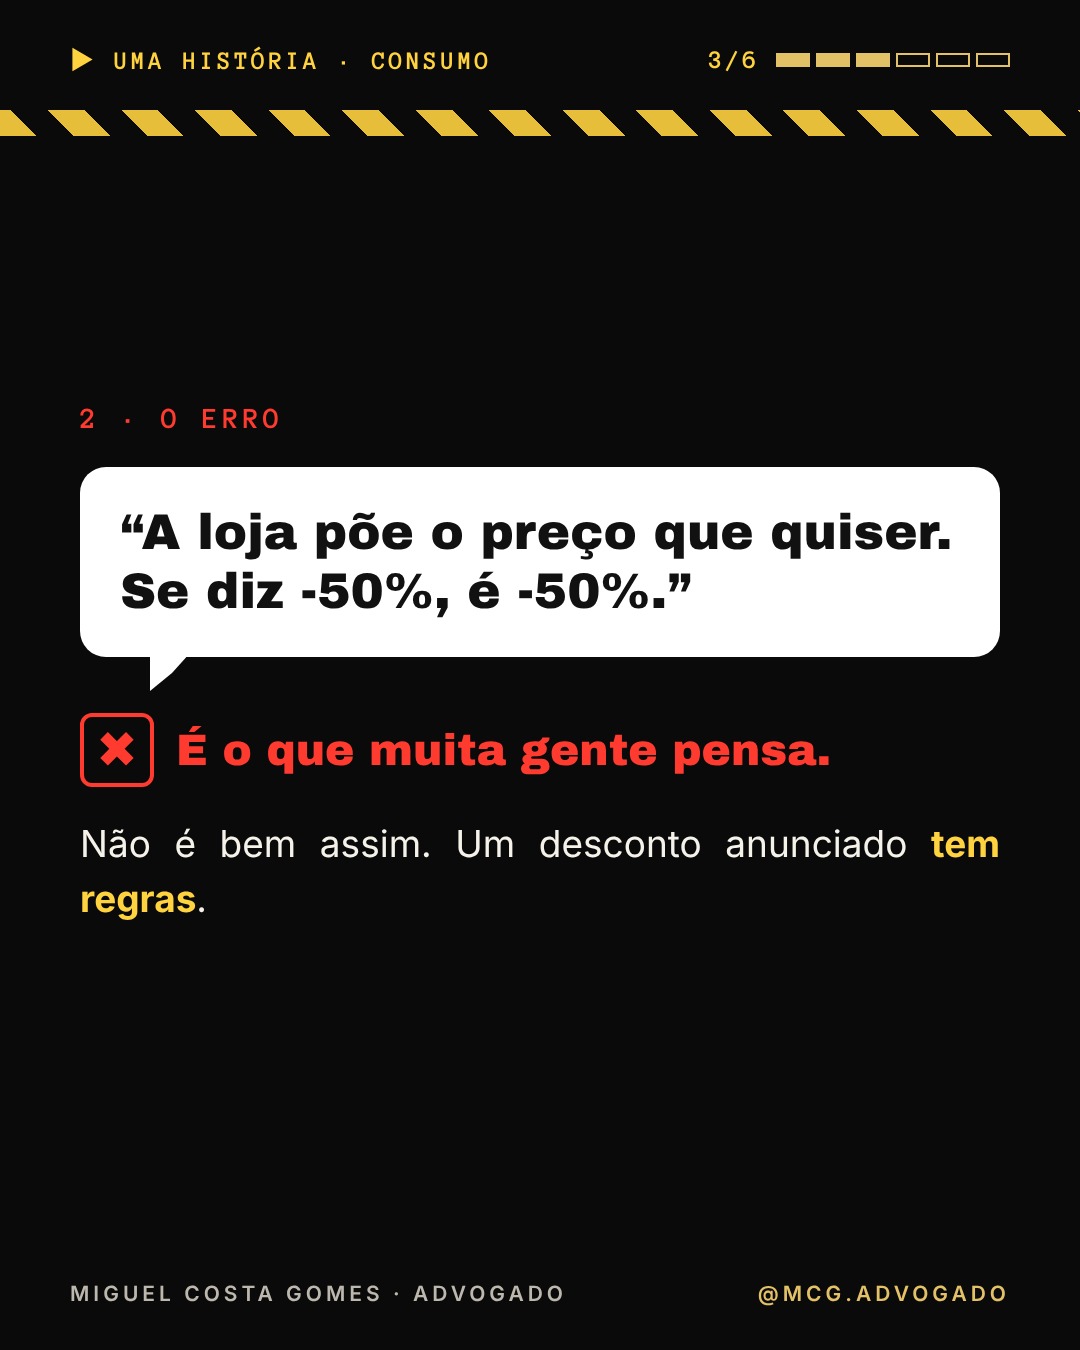 ▶ UMA HISTÓRIA · CONSUMO
3/6
2 · O ERRO
“A loja põe o preço que quiser.
Se diz -50%, é -50%.”
✖ É o que muita gente pensa.
Não é bem assim. Um desconto anunciado tem
regras.
MIGUEL COSTA GOMES · ADVOGADO
@MCG.ADVOGADO